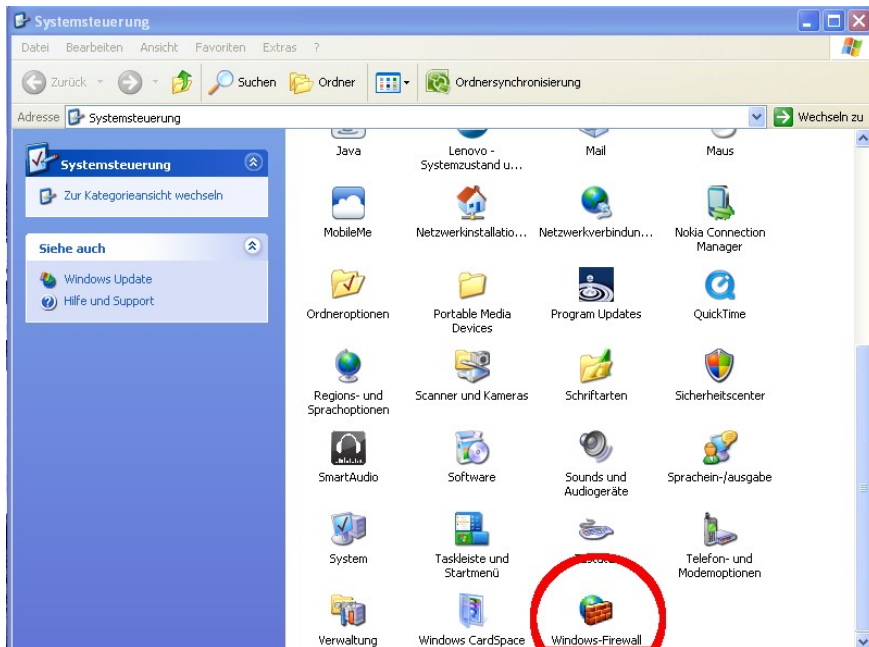 Systemsteuerung
Datei Bearbeiten Ansicht Favoriten Extras ?
Zurück Suchen Ordner Ordnersynchronisierung
Adresse Systemsteuerung Wechseln zu
Systemsteuerung
Zur Kategorieansicht wechseln
Siehe auch
Windows Update
Hilfe und Support
Java
Lenovo -
Systemzustand u...
Mail
Maus
MobileMe
Netzwerkinstallatio...
Netzwerkverbindun...
Nokia Connection
Manager
Ordneroptionen
Portable Media
Devices
Program Updates
QuickTime
Regions- und
Sprachoptionen
Scanner und Kameras
Schriftarten
Sicherheitscenter
SmartAudio
Software
Sounds und
Audiogeräte
Sprachein-/ausgabe
System
Taskleiste und
Startmenü
Telefon- und
Modemoptionen
Verwaltung
Windows CardSpace
Windows-Firewall